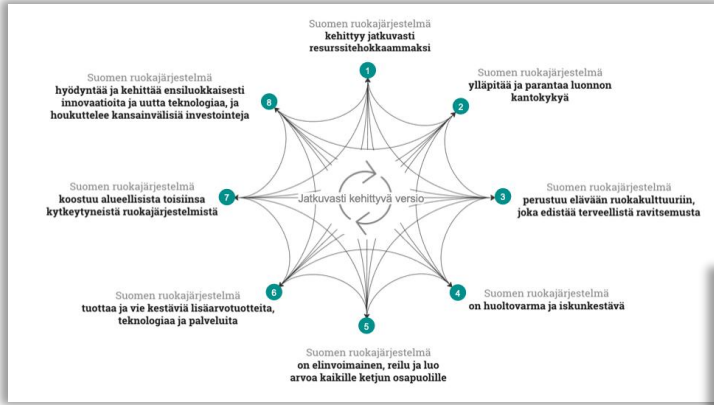 Suomen ruokajärjestelmä
kehittyy jatkuvasti
resurssitehokkaammaksi
1
Suomen ruokajärjestelmä
ylläpitää ja parantaa luonnon
kantokykyä
2
Suomen ruokajärjestelmä
perustuu elävään ruokakulttuuriin,
joka edistää terveellistä ravitsemusta
3
Suomen ruokajärjestelmä
on huoltovarma ja iskunkestävä
4
Suomen ruokajärjestelmä
on elinvoimainen, reilu ja luo
arvoa kaikille ketjun osapuolille
5
Suomen ruokajärjestelmä
tuottaa ja vie kestäviä lisäarvotuotteita,
teknologiaa ja palveluita
6
Suomen ruokajärjestelmä
koostuu alueellisista toisiinsa
kytkeytyneistä ruokajärjestelmistä
7
Suomen ruokajärjestelmä
hyödyntää ja kehittää ensiluokkaisesti
innovaatioita ja uutta teknologiaa, ja
houkuttelee kansainvälisiä investointeja
8
Jatkuvasti kehittyvä versio